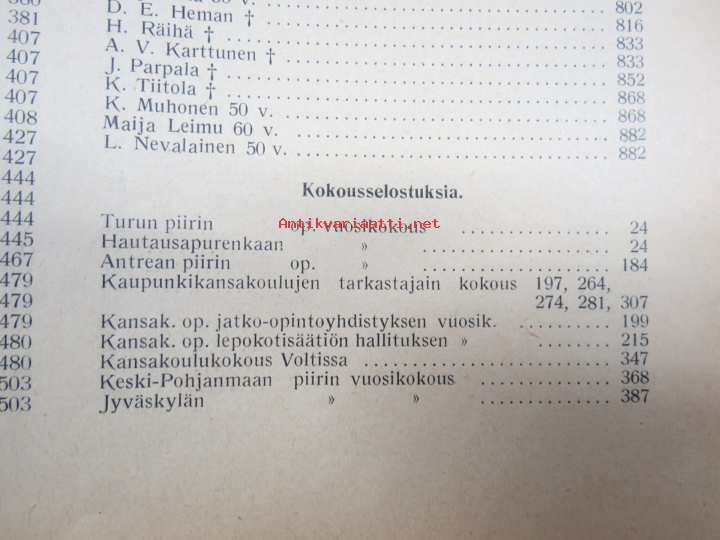 380
381
407
407
407
407
408
427
427
444
444
444
445
467
479
479
479
480
480
503
503
v. 802
D. E. Heman † 816
H. Räihä † 833
A. V. Karttunen † 833
J. Parpala † 852
K. Tiitola † 868
K. Muhonen 50 v. 868
Maija Leimu 60 v. 882
L. Nevalainen 50 v. 882
Kokousselostuksia.
Turun piirin op. vuosikokous 24
Antikvariaatti.net
Hautausapurenkaan » 24
Antrean piirin op. » 184
Kaupunkikansakoulujen tarkastajain kokous 197, 264,
274, 281, 307
Kansak. op. jatko-opintoyhdistyksen vuosik. 199
Kansak. op. lepokotisäätiön hallituksen » 215
Kansakoulukokous Voltissa 347
Keski-Pohjanmaan piirin vuosikokous 368
Jyväskylän » » 387